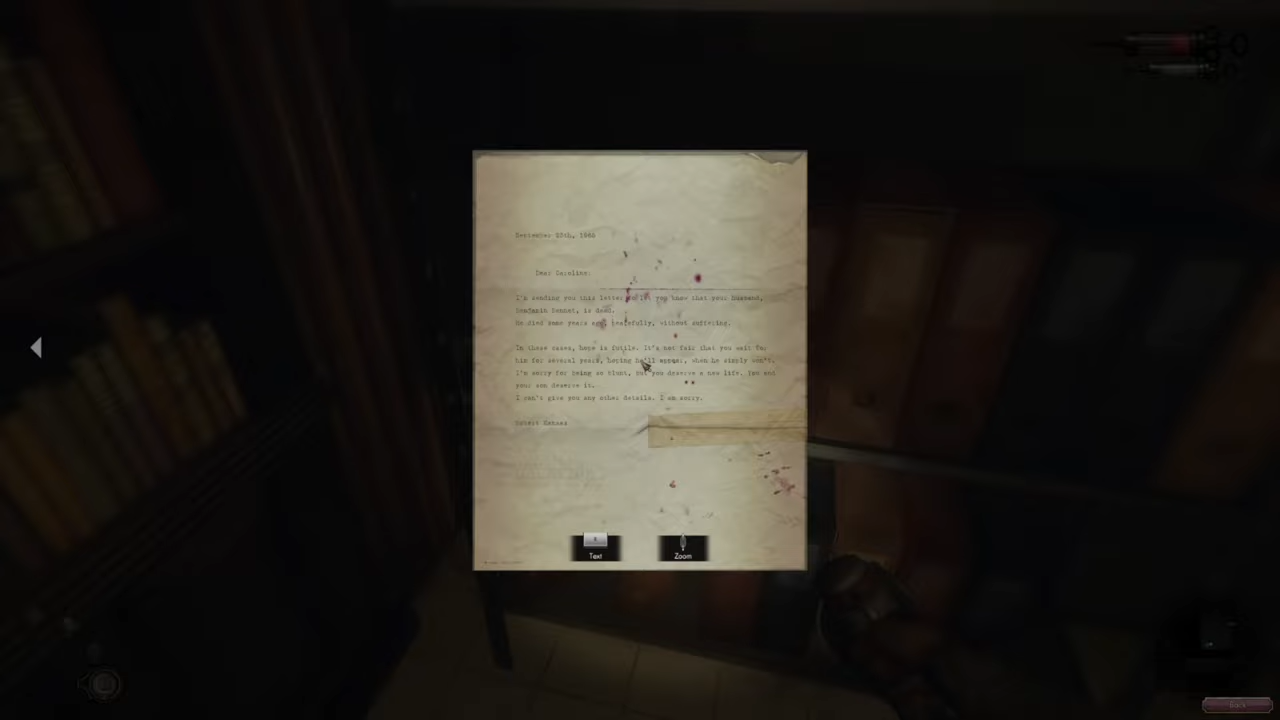 September 20th, 1966
Dear Caroline:
I'm sending you this letter to let you know that your husband,
Benjamin Bennet, is dead.
He died some years ago, peacefully, without suffering.
In these cases, hope is futile. It's not fair that you wait for
him for several years, hoping he'll appear, when he simply won't.
I'm sorry for being so blunt, but you deserve a new life. You and
your son deserve it.
I can't give you any other details. I am sorry.
Robert
Text
Zoom
Back